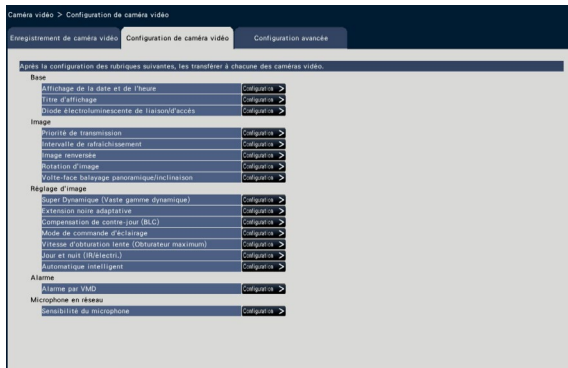 Caméra vidéo > Configuration de caméra vidéo
Enregistrement de caméra vidéo Configuration de caméra vidéo Configuration avancée
Après la configuration des rubriques suivantes, les transférer à chacune des caméras vidéo.
Base
Affichage de la date et de l'heure Configuration >
Titre d'affichage Configuration >
Diode électroluminescente de liaison/d'accès Configuration >
Image
Priorité de transmission Configuration >
Intervalle de rafraîchissement Configuration >
Image renversée Configuration >
Rotation d'image Configuration >
Volte-face balayage panoramique/inclinaison Configuration >
Réglage d'image
Super Dynamique (Vaste gamme dynamique) Configuration >
Extension noire adaptative Configuration >
Compensation de contre-jour (BLC) Configuration >
Mode de commande d'éclairage Configuration >
Vitesse d'obturation lente (Obturateur maximum) Configuration >
Jour et nuit (IR/électri.) Configuration >
Automatique intelligent Configuration >
Alarme
Alarme par VMD Configuration >
Microphone en réseau
Sensibilité du microphone Configuration >